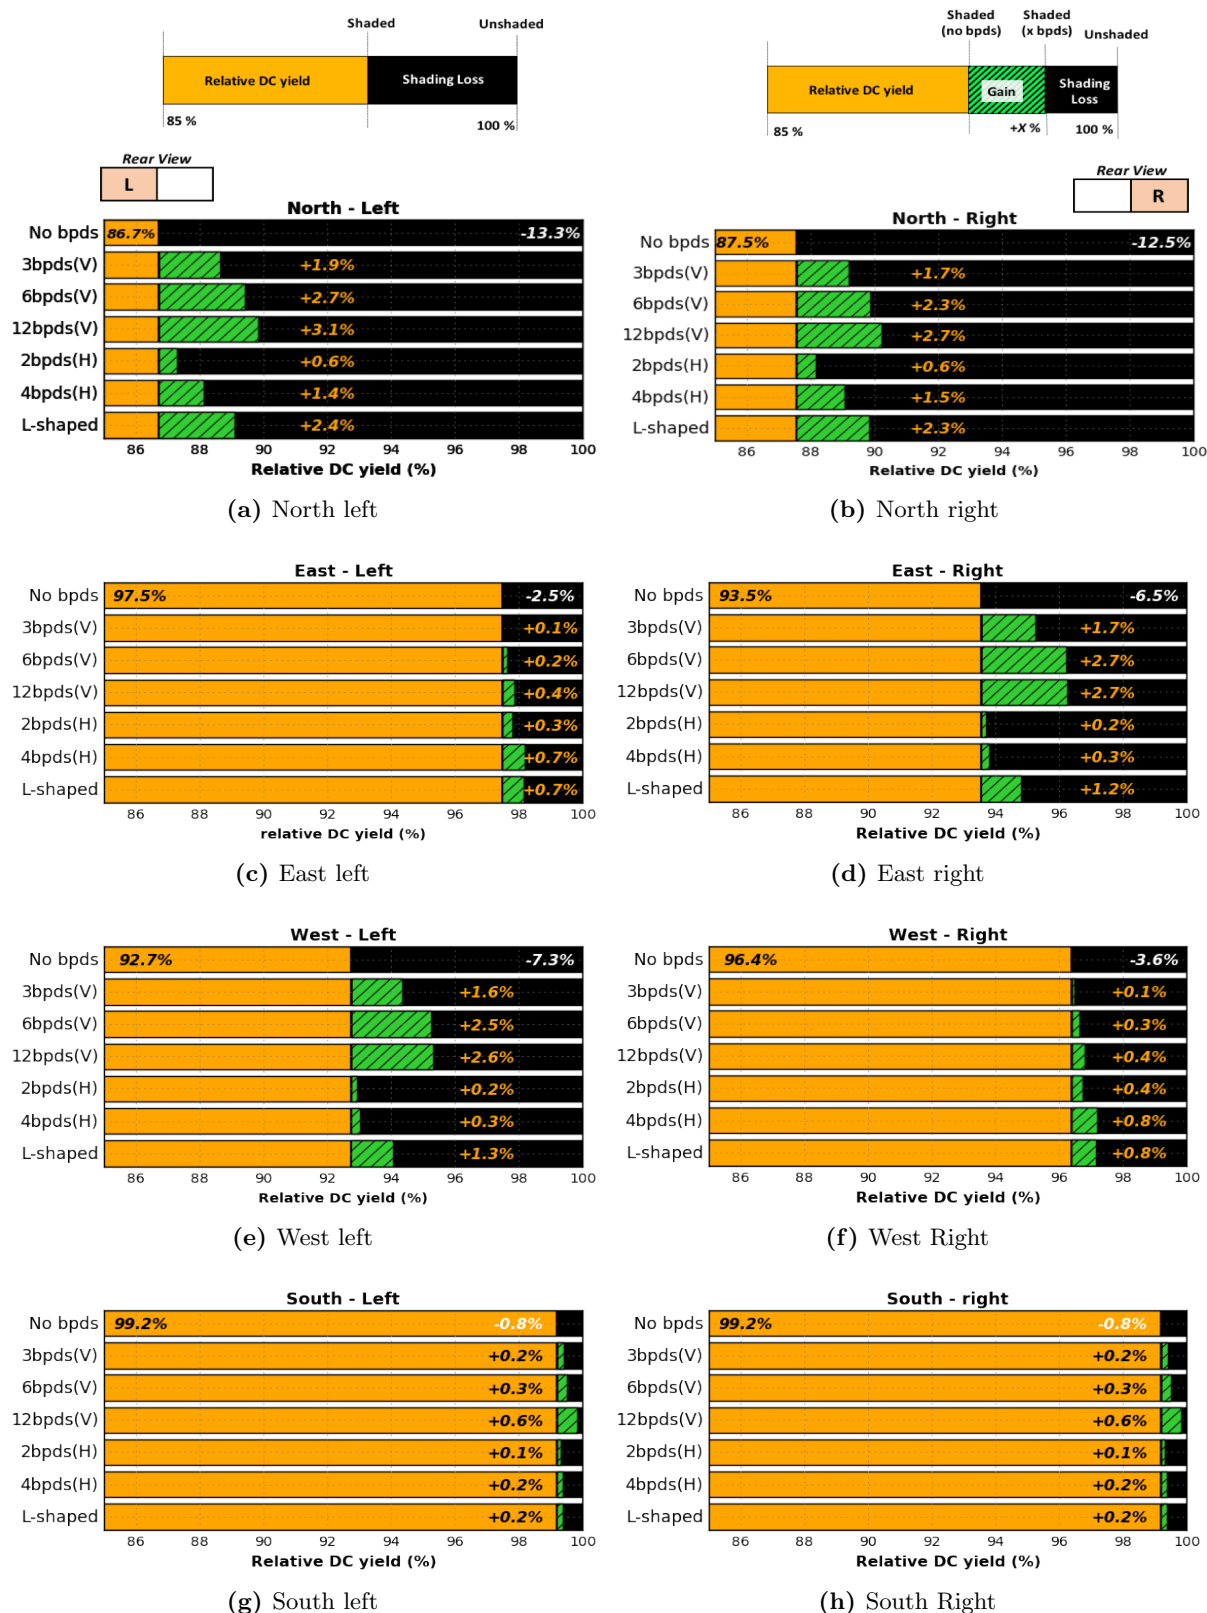 Shaded
Unshaded
Relative DC yield
Shading Loss
85 %
100 %
Shaded
(no bpds)
Shaded
(x bpds)
Unshaded
Relative DC yield
Gain
Shading
Loss
85 %
+X %
100 %
Rear View
L
Rear View
R
North - Left
No bpds 86.7% -13.3%
3bpds(V) +1.9%
6bpds(V) +2.7%
12bpds(V) +3.1%
2bpds(H) +0.6%
4bpds(H) +1.4%
L-shaped +2.4%
86 88 90 92 94 96 98 100
Relative DC yield (%)
(a) North left
North - Right
No bpds 87.5% -12.5%
3bpds(V) +1.7%
6bpds(V) +2.3%
12bpds(V) +2.7%
2bpds(H) +0.6%
4bpds(H) +1.5%
L-shaped +2.3%
86 88 90 92 94 96 98 100
Relative DC yield (%)
(b) North right
East - Left
No bpds 97.5% -2.5%
3bpds(V) +0.1%
6bpds(V) +0.2%
12bpds(V) +0.4%
2bpds(H) +0.3%
4bpds(H) +0.7%
L-shaped +0.7%
86 88 90 92 94 96 98 100
relative DC yield (%)
(c) East left
East - Right
No bpds 93.5% -6.5%
3bpds(V) +1.7%
6bpds(V) +2.7%
12bpds(V) +2.7%
2bpds(H) +0.2%
4bpds(H) +0.3%
L-shaped +1.2%
86 88 90 92 94 96 98 100
Relative DC yield (%)
(d) East right
West - Left
No bpds 92.7% -7.3%
3bpds(V) +1.6%
6bpds(V) +2.5%
12bpds(V) +2.6%
2bpds(H) +0.2%
4bpds(H) +0.3%
L-shaped +1.3%
86 88 90 92 94 96 98 100
Relative DC yield (%)
(e) West left
West - Right
No bpds 96.4% -3.6%
3bpds(V) +0.1%
6bpds(V) +0.3%
12bpds(V) +0.4%
2bpds(H) +0.4%
4bpds(H) +0.8%
L-shaped +0.8%
86 88 90 92 94 96 98 100
Relative DC yield (%)
(f) West Right
South - Left
No bpds 99.2% -0.8%
3bpds(V) +0.2%
6bpds(V) +0.3%
12bpds(V) +0.6%
2bpds(H) +0.1%
4bpds(H) +0.2%
L-shaped +0.2%
86 88 90 92 94 96 98 100
Relative DC yield (%)
(g) South left
South - right
No bpds 99.2% -0.8%
3bpds(V) +0.2%
6bpds(V) +0.3%
12bpds(V) +0.6%
2bpds(H) +0.1%
4bpds(H) +0.2%
L-shaped +0.2%
86 88 90 92 94 96 98 100
Relative DC yield (%)
(h) South Right